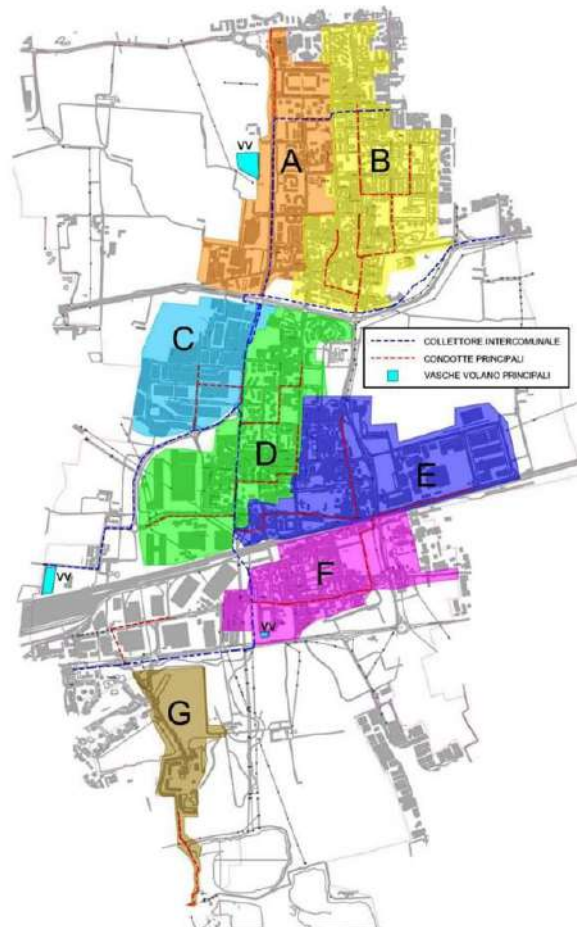 VV
A
B
C
COLLETTORE INTERCOMUNALE
CONDOTTE PRINCIPALI
VASCHE VOLANO PRINCIPALI
D
E
VV
F
VV
G